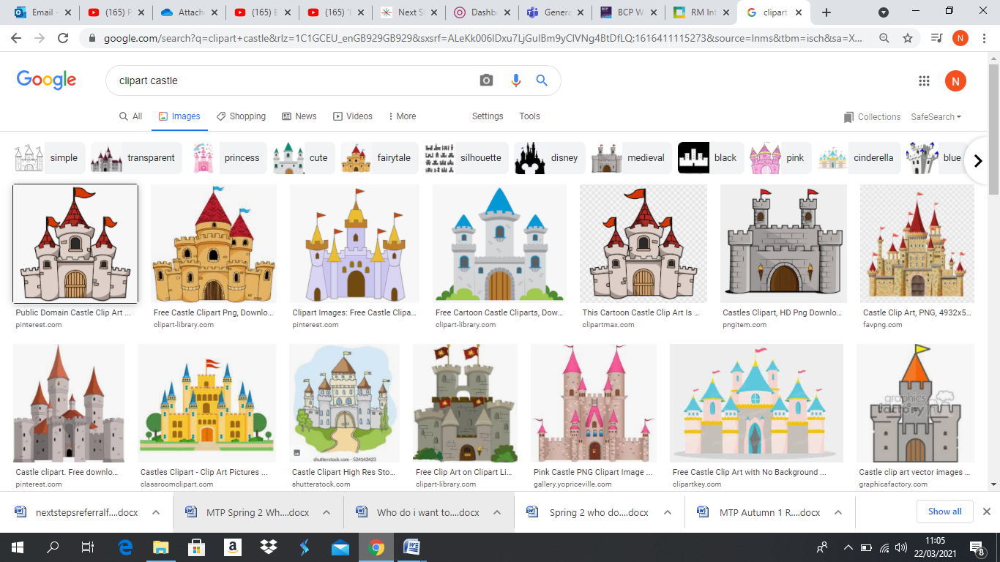 Email -
(165) P
Attach
(165) E
(165) 'I
Next S
Dashb
Genera
BCP W
RM Int
clipart
google.com/search?q=clipart+castle&rlz=1C1GCEU_enGB929GB929&sxsrf=ALeKk006IDxu7LjGuIBm9yClVNg4BtDfLQ:1616411115273&source=lnms&tbm=isch&sa=X...
N
Google
clipart castle
N
All
Images
Shopping
News
Videos
More
Settings
Tools
Collections
SafeSearch
simple
transparent
princess
cute
fairytale
silhouette
disney
medieval
black
pink
cinderella
blue
Public Domain Castle Clip Art ...
pinterest.com
Free Castle Clipart Png, Downlo...
clipart-library.com
Clipart Images: Free Castle Clipa...
pinterest.com
Free Cartoon Castle Cliparts, Dow...
clipart-library.com
This Cartoon Castle Clip Art Is ...
clipartmax.com
Castles Clipart, HD Png Downlo...
pngitem.com
Castle Clip Art, PNG, 4932x5...
favpng.com
shutterstock.com • 524143423
graphics
factory
Castle clipart. Free downlo...
pinterest.com
Castles Clipart - Clip Art Pictures ...
classroomclipart.com
Castle Clipart High Res Sto...
shutterstock.com
Free Clip Art on Clipart Li...
clipart-library.com
Pink Castle PNG Clipart Image ...
gallery.yopriceville.com
Free Castle Clip Art with No Background ...
clipartkey.com
Castle clip art vector images ...
graphicsfactory.com
nextstepsreferralf....docx
MTP Spring 2 Wh....docx
Who do i want to....docx
Spring 2 who do....docx
MTP Autumn 1 R....docx
Show all
11:05
22/03/2021
8